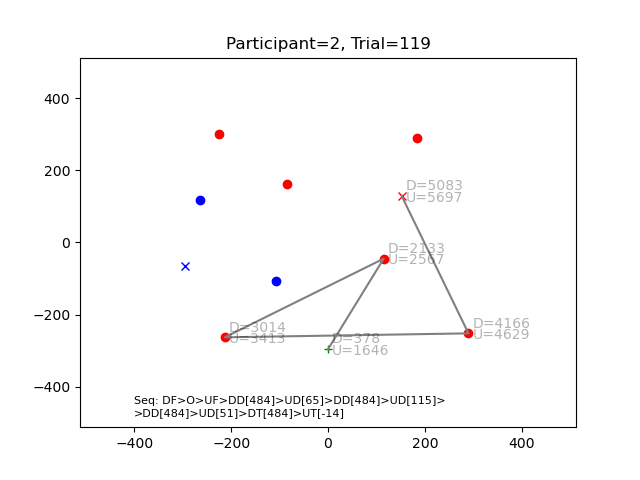 Participant=2, Trial=119
400
200
0
−200
−400
D=5083
U=5697
D=2133
U=2567
D=4166
U=4629
D=3014
U=3413
D=378
U=1646
Seq: DF>O>UF>DD[484]>UD[65]>DD[484]>UD[115]>
>DD[484]>UD[51]>DT[484]>UT[-14]
−400 −200 0 200 400